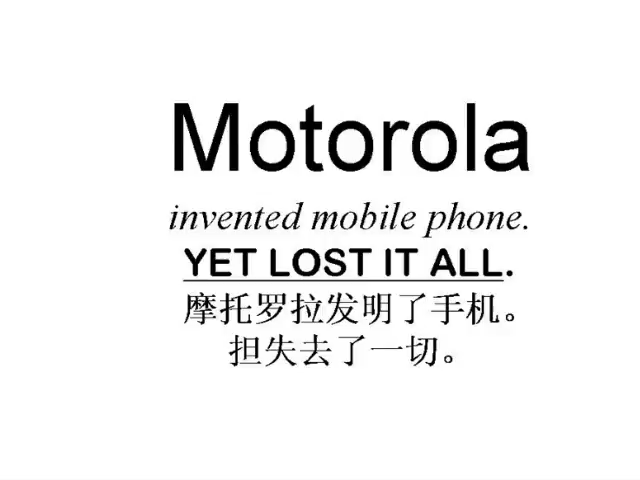 Motorola
invented mobile phone.
YET LOST IT ALL.
摩托罗拉发明了手机。
担失去了一切。